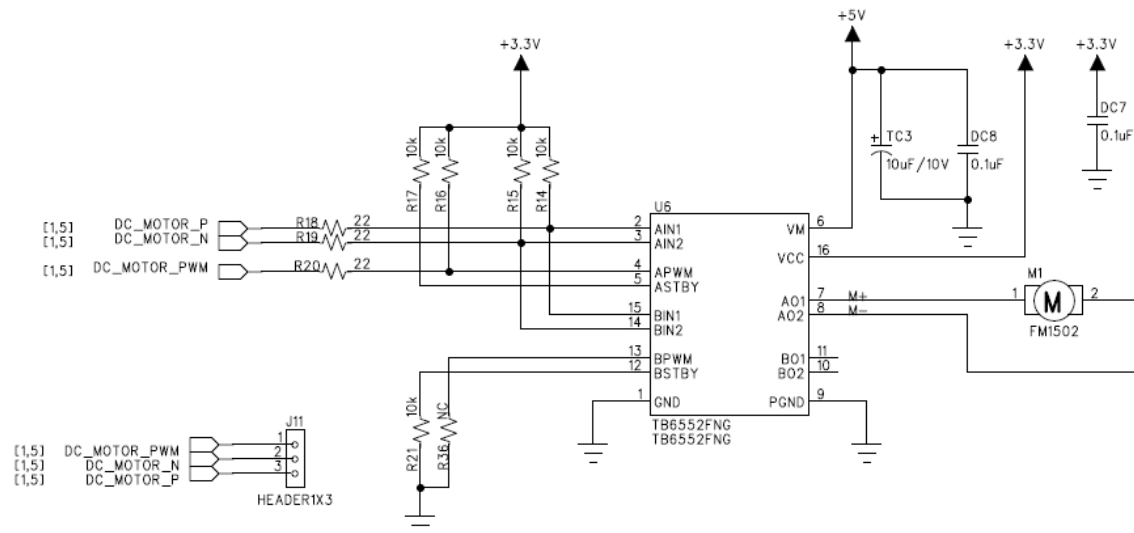 +5V
+3.3V
+3.3V
+3.3V
DC7
0.1uF
+ TC3
10uF/10V
DC8
0.1uF
10k
10k
10k
10k
R17
R16
R15
R14
U6
[1,5] DC_MOTOR_P R18 22 2 AIN1 VM 6
[1,5] DC_MOTOR_N R19 22 3 AIN2
VCC 16
[1,5] DC_MOTOR_PWM R20 22 4 APWM
5 ASTBY
AO1 7 M+
AO2 8 M-
M1
1 M 2
FM1502
15 BIN1
14 BIN2
13 BPWM BO1 11
12 BSTBY BO2 10
1 GND PGND 9
TB6552FNG
TB6552FNG
10k
NC
R21
R36
J11
[1,5] DC_MOTOR_PWM 1
[1,5] DC_MOTOR_N 2
[1,5] DC_MOTOR_P 3
HEADER1X3